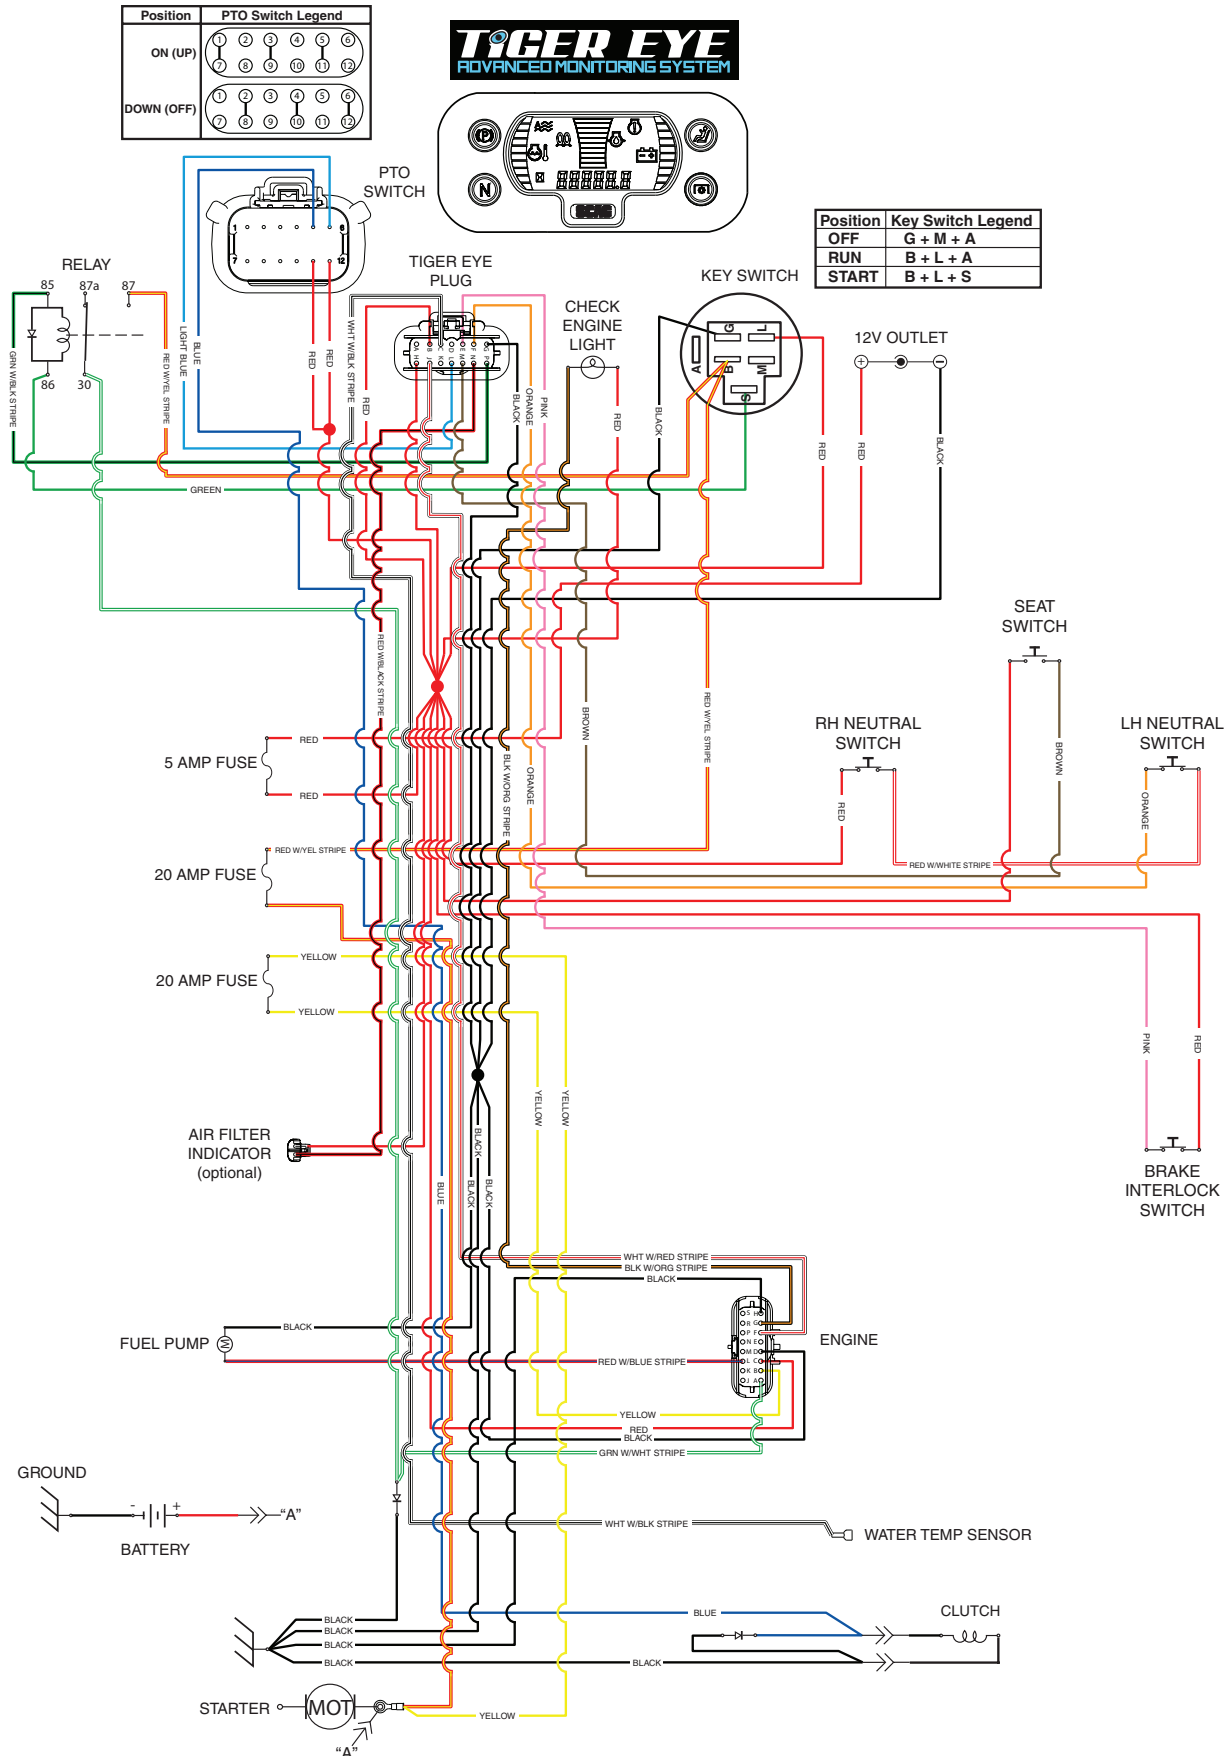 Position PTO Switch Legend
ON (UP)
1 2 3 4 5 6
7 8 9 10 11 12
DOWN (OFF)
1 2 3 4 5 6
7 8 9 10 11 12
TIGER EYE
ADVANCED MONITORING SYSTEM
P
N
SCAG
Position Key Switch Legend
OFF G + M + A
RUN B + L + A
START B + L + S
PTO
SWITCH
1 6
7 12
RELAY
85 87a 87
86 30
TIGER EYE
PLUG
A B C D E F G
H J K L M N P
CHECK
ENGINE
LIGHT
KEY SWITCH
G L
A B M
S
12V OUTLET
+ -
GRN W/BLK STRIPE
RED W/YEL STRIPE
LIGHT BLUE
BLUE
RED
RED
WHT W/BLK STRIPE
RED
BLACK
ORANGE
PINK
RED
BLACK
RED
RED
BLACK
GREEN
RED W/BLACK STRIPE
SEAT
SWITCH
RH NEUTRAL
SWITCH
LH NEUTRAL
SWITCH
BROWN
RED W/YEL STRIPE
BROWN
5 AMP FUSE
RED
RED
BLK W/ORG STRIPE
ORANGE
RED
ORANGE
20 AMP FUSE
RED W/YEL STRIPE
RED W/WHITE STRIPE
20 AMP FUSE
YELLOW
YELLOW
PINK
RED
YELLOW
YELLOW
AIR FILTER
INDICATOR
(optional)
BLACK
BLUE
BLACK
BLACK
BRAKE
INTERLOCK
SWITCH
WHT W/RED STRIPE
BLK W/ORG STRIPE
BLACK
FUEL PUMP
M
BLACK
RED W/BLUE STRIPE
ENGINE
S H
R G
P F
N E
M D
L C
K B
J A
YELLOW
RED
BLACK
GRN W/WHT STRIPE
GROUND
- +
"A"
BATTERY
WHT W/BLK STRIPE
WATER TEMP SENSOR
BLACK
BLACK
BLACK
BLACK
BLUE
BLACK
CLUTCH
STARTER
MOT
YELLOW
"A"